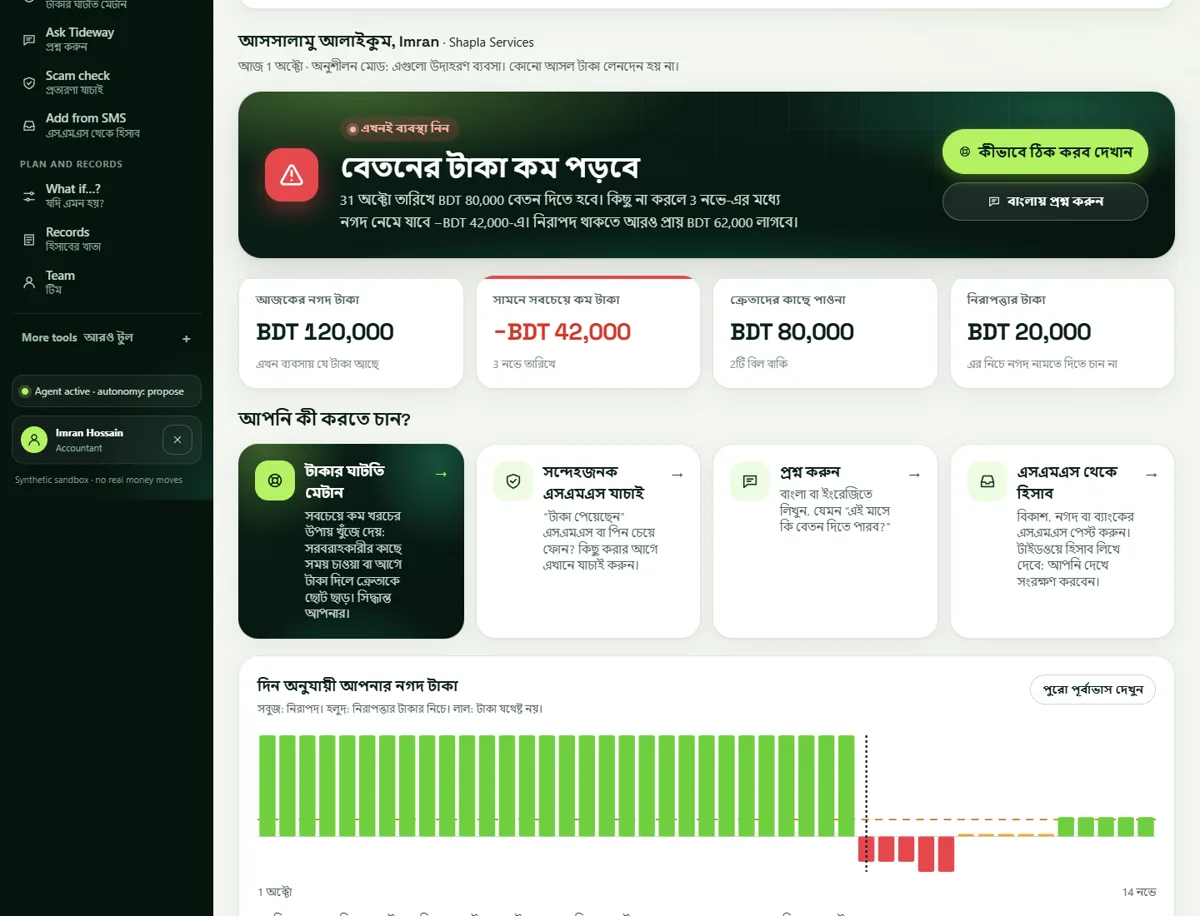 টাকার ঘাটতি মেটান
Ask Tideway
প্রশ্ন করুন
Scam check
প্রতারণা যাচাই
Add from SMS
এসএমএস থেকে হিসাব
PLAN AND RECORDS
What if...?
যদি এমন হয়?
Records
হিসাবের খাতা
Team
টিম
More tools আরও টুল +
Agent active · autonomy: propose
Imran Hossain
Accountant
Synthetic sandbox · no real money moves
আসসালামু আলাইকুম, Imran · Shapla Services
আজ 1 অক্টো · অনুশীলন মোড: এগুলো উদাহরণ ব্যবসা। কোনো আসল টাকা লেনদেন হয় না।
এখনই ব্যবস্থা নিন
বেতনের টাকা কম পড়বে
31 অক্টো তারিখে BDT 80,000 বেতন দিতে হবে। কিছু না করলে 3 নভে-এর মধ্যে
নগদ নেমে যাবে −BDT 42,000-এ। নিরাপদ থাকতে আরও প্রায় BDT 62,000 লাগবে।
কীভাবে ঠিক করব দেখান
বাংলায় প্রশ্ন করুন
আজকের নগদ টাকা
BDT 120,000
এখন ব্যবসায় যে টাকা আছে
সামনে সবচেয়ে কম টাকা
−BDT 42,000
3 নভে তারিখে
ক্রেতাদের কাছে পাওনা
BDT 80,000
2টি বিল বাকি
নিরাপত্তার টাকা
BDT 20,000
এর নিচে নগদ নামতে দিতে চান না
আপনি কী করতে চান?
টাকার ঘাটতি
মেটান
→
সবচেয়ে কম খরচের
উপায় খুঁজে দেয়:
সরবরাহকারীর কাছে
সময় চাওয়া বা আগে
টাকা দিলে ক্রেতাকে
ছোট ছাড়। সিদ্ধান্ত
আপনার।
সন্দেহজনক
এসএমএস যাচাই
→
“টাকা পেয়েছেন”
এসএমএস বা পিন চেয়ে
ফোন? কিছু করার আগে
এখানে যাচাই করুন।
প্রশ্ন করুন
→
বাংলা বা ইংরেজিতে
লিখুন, যেমন “এই মাসে
কি বেতন দিতে পারব?”
এসএমএস থেকে
হিসাব
→
বিকাশ, নগদ বা ব্যাংকের
এসএমএস পেস্ট করুন।
টাইডওয়ে হিসাব লিখে
দেবে: আপনি দেখে
সংরক্ষণ করবেন।
দিন অনুযায়ী আপনার নগদ টাকা
সবুজ: নিরাপদ। হলুদ: নিরাপত্তার টাকার নিচে। লাল: টাকা যথেষ্ট নয়।
পুরো পূর্বাভাস দেখুন
1 অক্টো
14 নভে